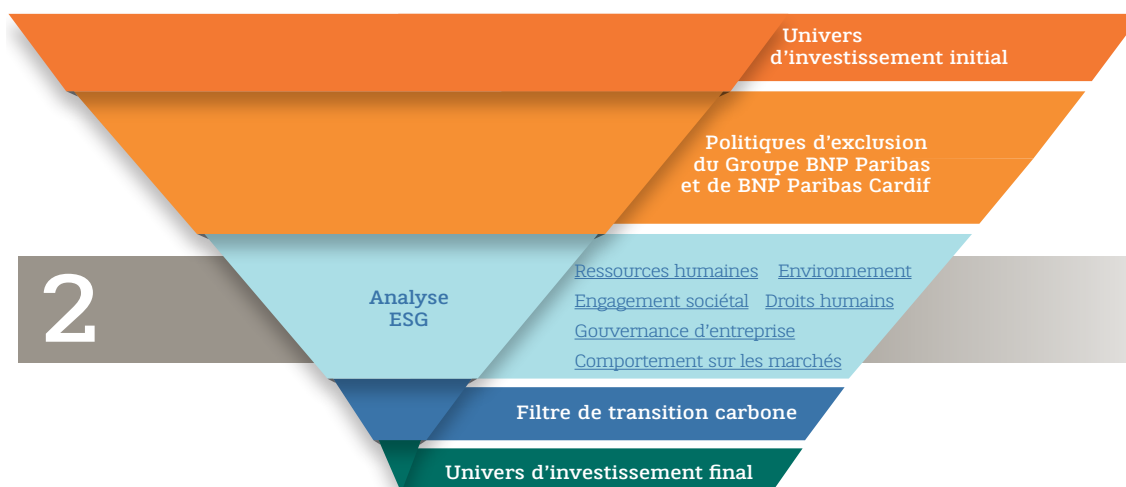 Univers
d'investissement initial
Politiques d'exclusion
du Groupe BNP Paribas
et de BNP Paribas Cardif
2
Analyse
ESG
Ressources humaines Environnement
Engagement sociétal Droits humains
Gouvernance d'entreprise
Comportement sur les marchés
Filtre de transition carbone
Univers d'investissement final